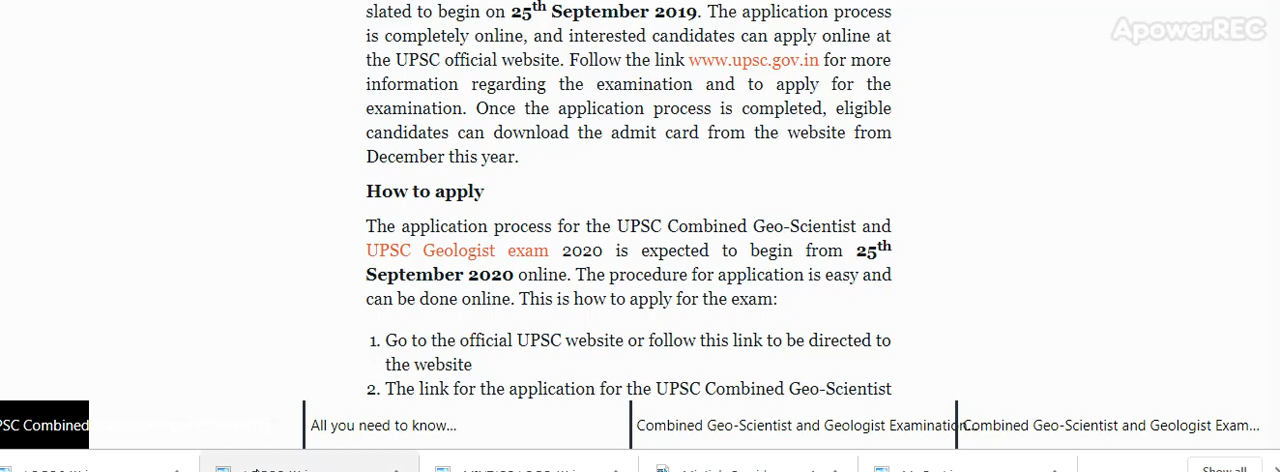 slated to begin on 25th September 2019. The application process
is completely online, and interested candidates can apply online at
the UPSC official website. Follow the link www.upsc.gov.in for more
information regarding the examination and to apply for the
examination. Once the application process is completed, eligible
candidates can download the admit card from the website from
December this year.
How to apply
The application process for the UPSC Combined Geo-Scientist and
UPSC Geologist exam 2020 is expected to begin from 25th
September 2020 online. The procedure for application is easy and
can be done online. This is how to apply for the exam:
1. Go to the official UPSC website or follow this link to be directed to
the website
2. The link for the application for the UPSC Combined Geo-Scientist
PSC Combined
All you need to know...
Combined Geo-Scientist and Geologist Examination
Combined Geo-Scientist and Geologist Exam...
Show all
ApowerREC